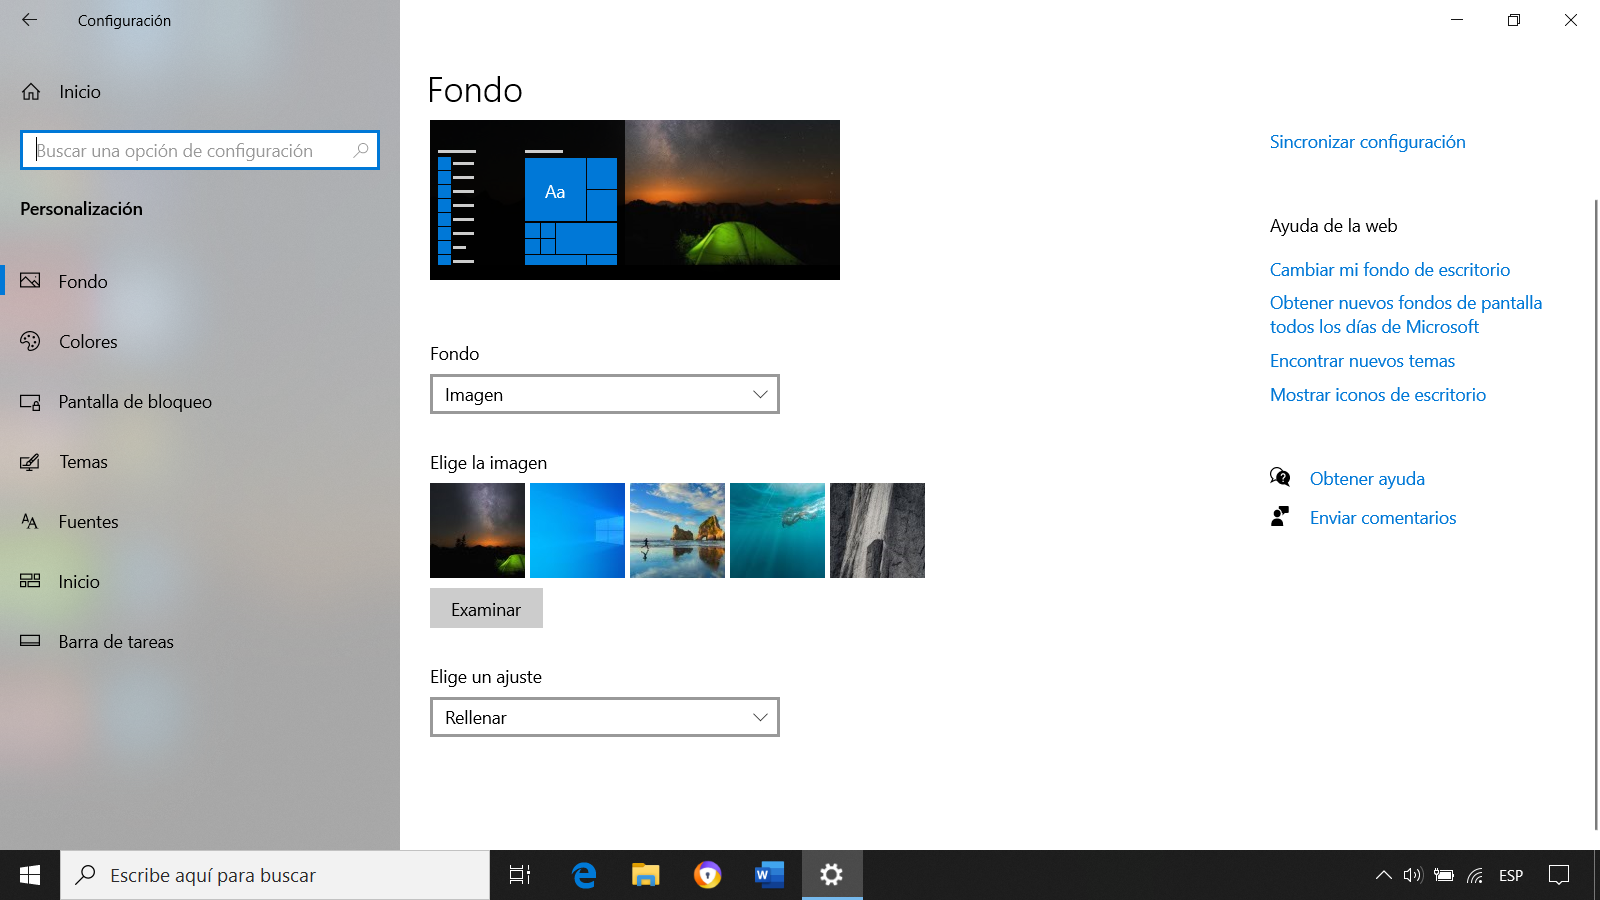 Configuración
Inicio
Buscar una opción de configuración
Personalización
Fondo
Colores
Pantalla de bloqueo
Temas
Fuentes
Inicio
Barra de tareas
Fondo
Aa
Fondo
Imagen
Elige la imagen
Examinar
Elige un ajuste
Rellenar
Sincronizar configuración
Ayuda de la web
Cambiar mi fondo de escritorio
Obtener nuevos fondos de pantalla
todos los días de Microsoft
Encontrar nuevos temas
Mostrar iconos de escritorio
Obtener ayuda
Enviar comentarios
Escribe aquí para buscar
W
ESP